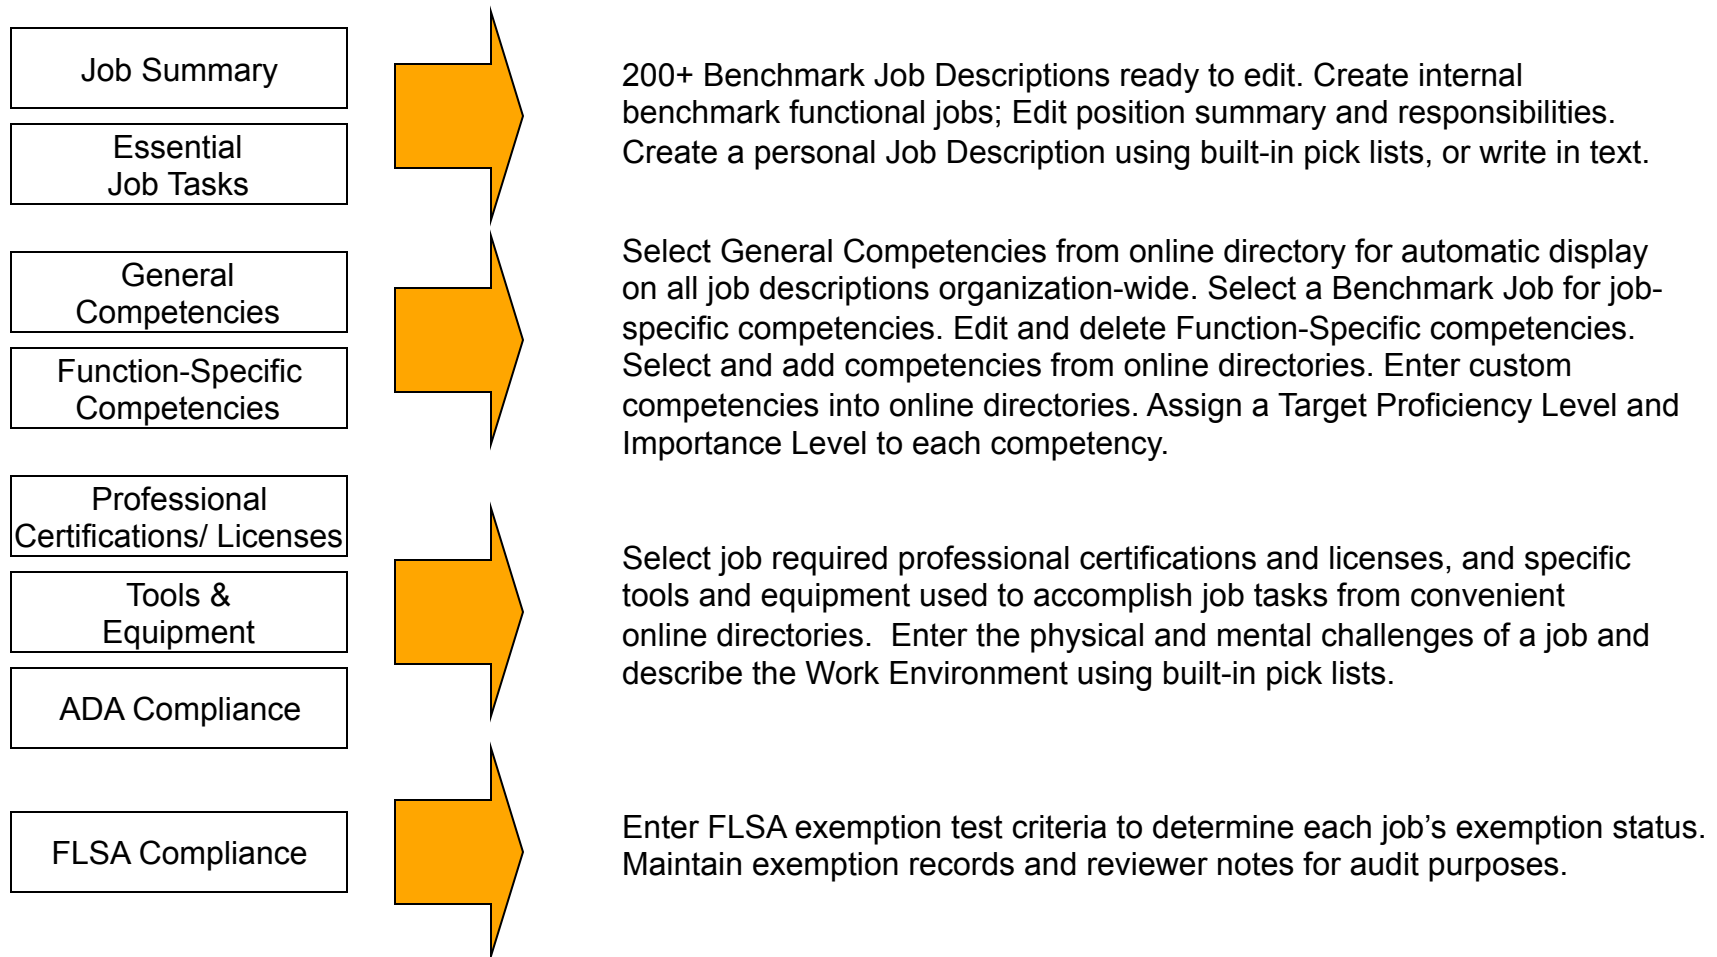 Job Summary
Essential
Job Tasks
200+ Benchmark Job Descriptions ready to edit. Create internal
benchmark functional jobs; Edit position summary and responsibilities.
Create a personal Job Description using built-in pick lists, or write in text.
General
Competencies
Function-Specific
Competencies
Select General Competencies from online directory for automatic display
on all job descriptions organization-wide. Select a Benchmark Job for job-
specific competencies. Edit and delete Function-Specific competencies.
Select and add competencies from online directories. Enter custom
competencies into online directories. Assign a Target Proficiency Level and
Importance Level to each competency.
Professional
Certifications/ Licenses
Tools &
Equipment
ADA Compliance
Select job required professional certifications and licenses, and specific
tools and equipment used to accomplish job tasks from convenient
online directories.  Enter the physical and mental challenges of a job and
describe the Work Environment using built-in pick lists.
FLSA Compliance
Enter FLSA exemption test criteria to determine each job’s exemption status.
Maintain exemption records and reviewer notes for audit purposes.